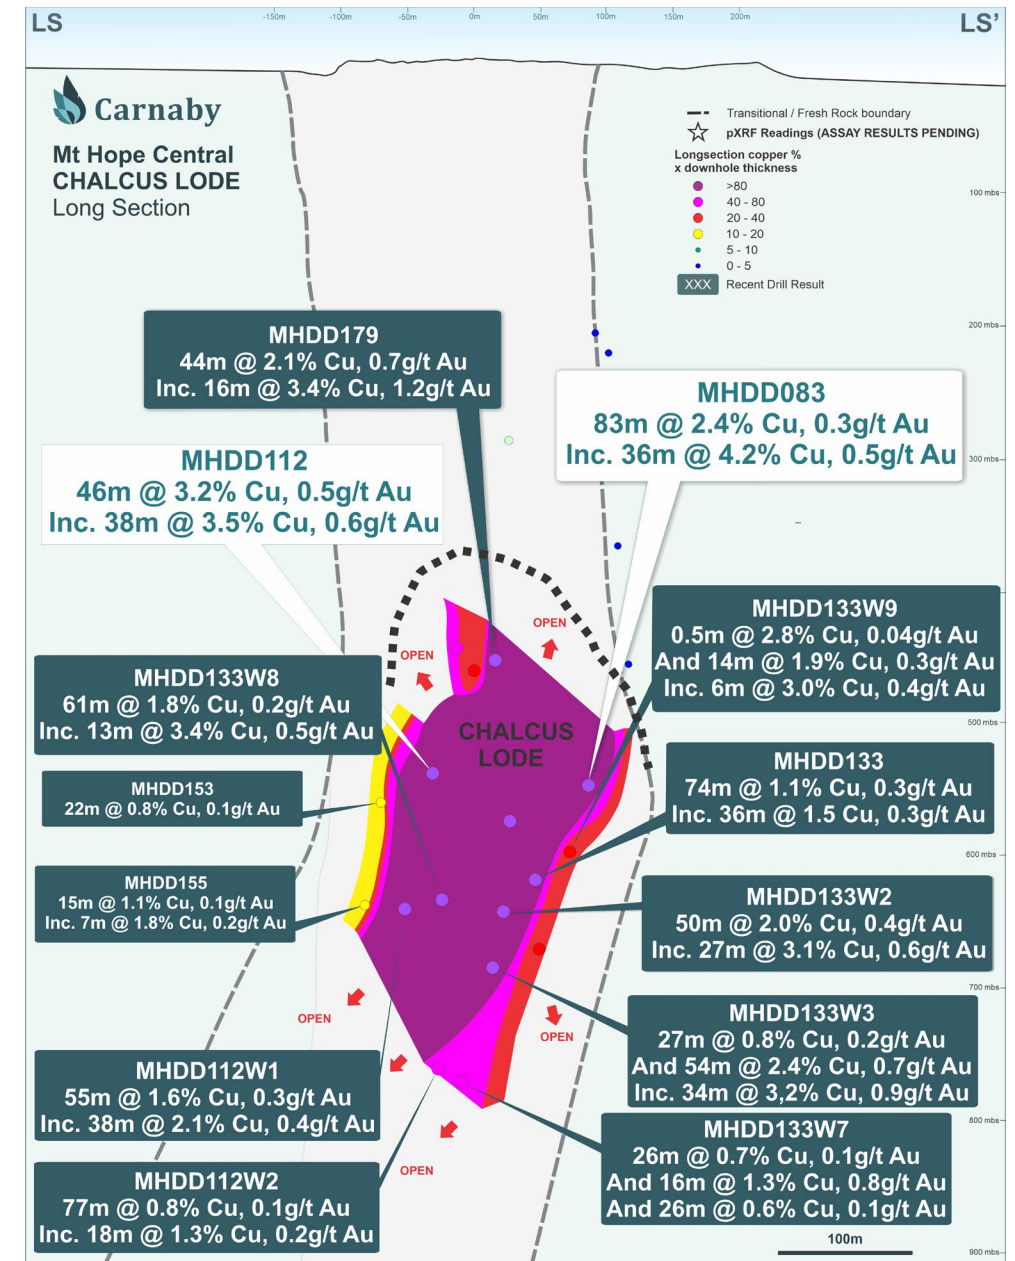 LS
-150m
-100m
-50m
0m
50m
100m
150m
200m
LS’
Carnaby
Mt Hope Central
CHALCUS LODE
Long Section
Transitional / Fresh Rock boundary
pXRF Readings (ASSAY RESULTS PENDING)
Longsection copper %
x downhole thickness
>80
40 - 80
20 - 40
10 - 20
5 - 10
0 - 5
XXX Recent Drill Result
100 mbs
200 mbs
300 mbs
500 mbs
600 mbs
700 mbs
800 mbs
900 mbs
MHDD179
44m @ 2.1% Cu, 0.7g/t Au
Inc. 16m @ 3.4% Cu, 1.2g/t Au
MHDD083
83m @ 2.4% Cu, 0.3g/t Au
Inc. 36m @ 4.2% Cu, 0.5g/t Au
MHDD112
46m @ 3.2% Cu, 0.5g/t Au
Inc. 38m @ 3.5% Cu, 0.6g/t Au
MHDD133W9
0.5m @ 2.8% Cu, 0.04g/t Au
And 14m @ 1.9% Cu, 0.3g/t Au
Inc. 6m @ 3.0% Cu, 0.4g/t Au
OPEN
OPEN
MHDD133W8
61m @ 1.8% Cu, 0.2g/t Au
Inc. 13m @ 3.4% Cu, 0.5g/t Au
CHALCUS
LODE
MHDD133
74m @ 1.1% Cu, 0.3g/t Au
Inc. 36m @ 1.5 Cu, 0.3g/t Au
MHDD153
22m @ 0.8% Cu, 0.1g/t Au
MHDD155
15m @ 1.1% Cu, 0.1g/t Au
Inc. 7m @ 1.8% Cu, 0.2g/t Au
MHDD133W2
50m @ 2.0% Cu, 0.4g/t Au
Inc. 27m @ 3.1% Cu, 0.6g/t Au
OPEN
OPEN
MHDD133W3
27m @ 0.8% Cu, 0.2g/t Au
And 54m @ 2.4% Cu, 0.7g/t Au
Inc. 34m @ 3,2% Cu, 0.9g/t Au
MHDD112W1
55m @ 1.6% Cu, 0.3g/t Au
Inc. 38m @ 2.1% Cu, 0.4g/t Au
MHDD133W7
26m @ 0.7% Cu, 0.1g/t Au
And 16m @ 1.3% Cu, 0.8g/t Au
And 26m @ 0.6% Cu, 0.1g/t Au
OPEN
MHDD112W2
77m @ 0.8% Cu, 0.1g/t Au
Inc. 18m @ 1.3% Cu, 0.2g/t Au
100m